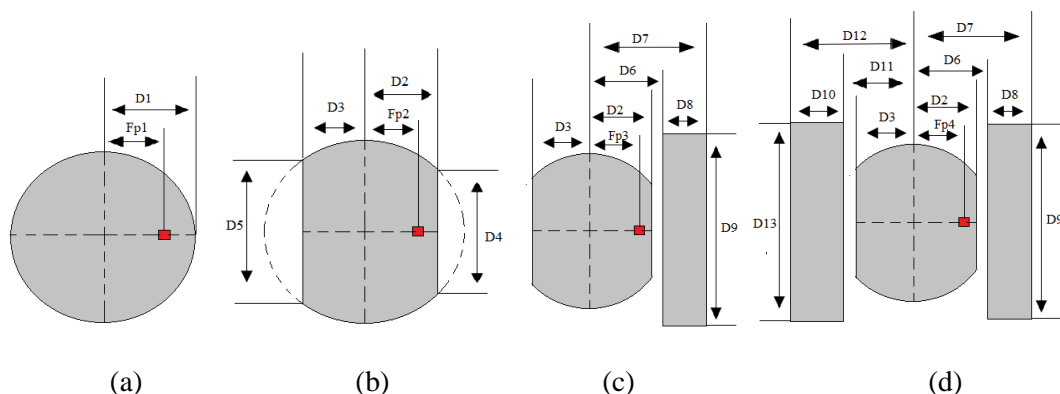 D1
Fp1
(a)
D2
D3
Fp2
D5
D4
(b)
D7
D6
D8
D2
D3
Fp3
D9
(c)
D12
D7
D11
D6
D10
D2
D8
D3
Fp4
D13
D9
(d)